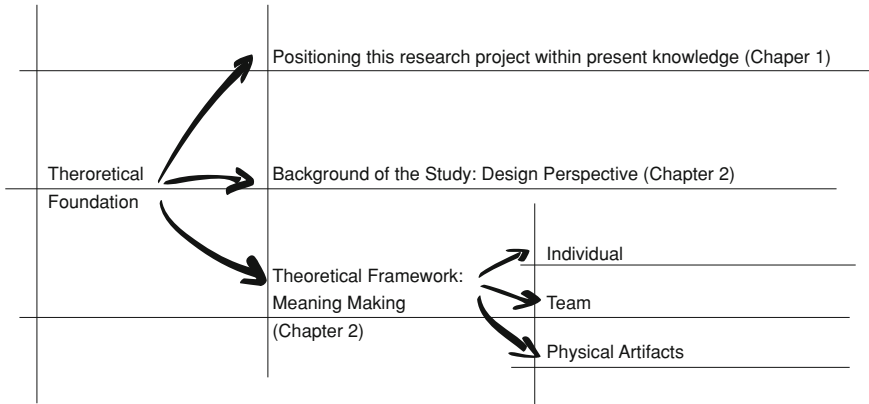 Positioning this research project within present knowledge (Chaper 1)
Theroretical
Foundation
Background of the Study: Design Perspective (Chapter 2)
Theoretical Framework:
Meaning Making
(Chapter 2)
Individual
Team
Physical Artifacts